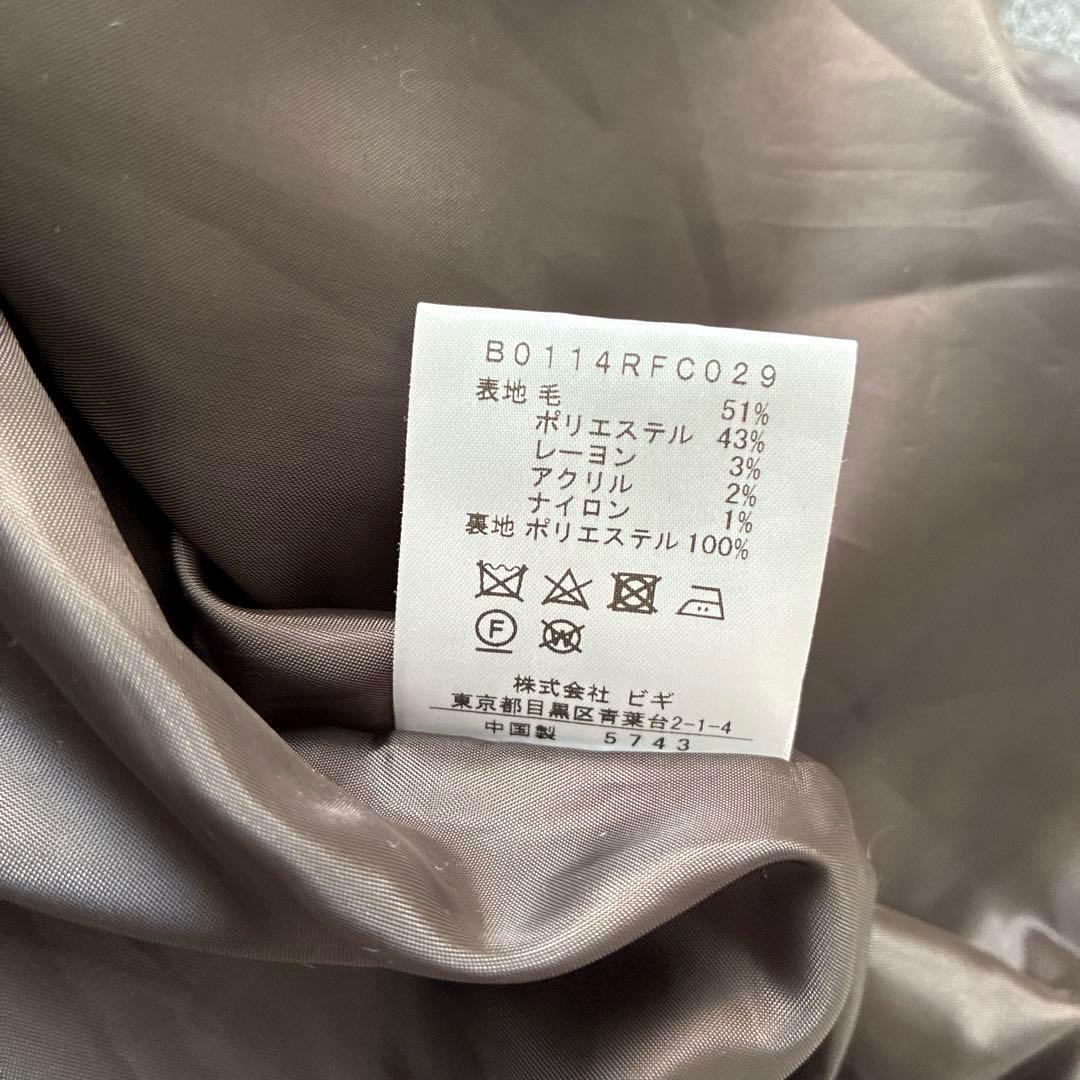 B0114RFC029
表地 毛 51%
ポリエステル 43%
レーヨン 3%
アクリル 2%
ナイロン 1%
裏地 ポリエステル 100%
F W
株式会社 ビギ
東京都目黒区青葉台2-1-4
中国製 5743